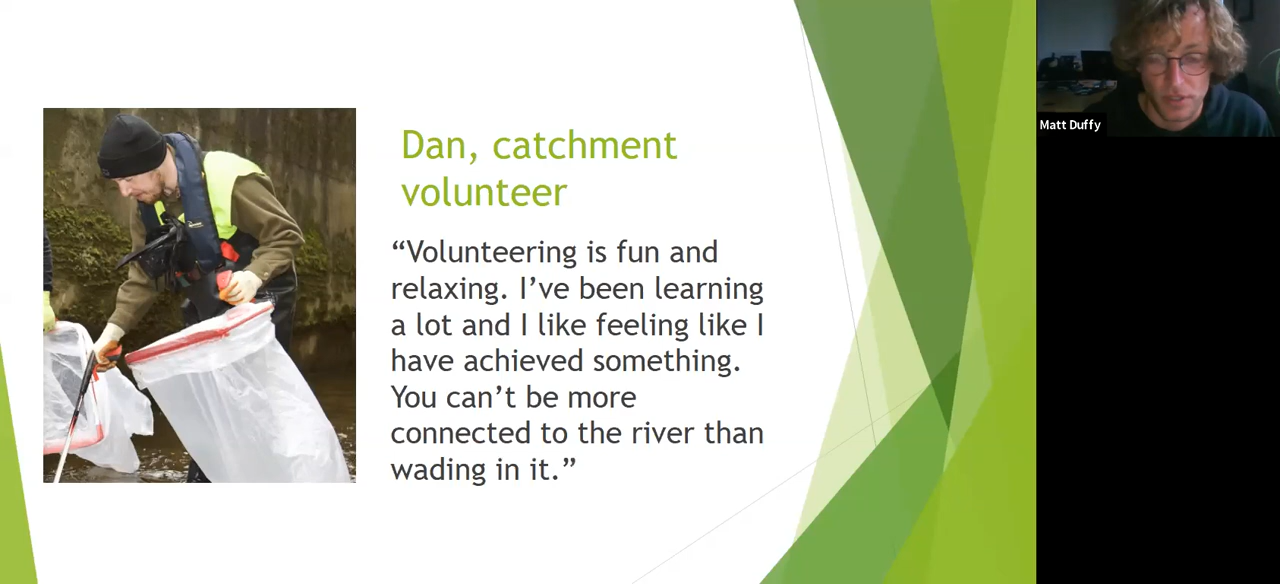 Dan, catchment
volunteer
“Volunteering is fun and
relaxing. I’ve been learning
a lot and I like feeling like I
have achieved something.
You can’t be more
connected to the river than
wading in it.”
Matt Duffy